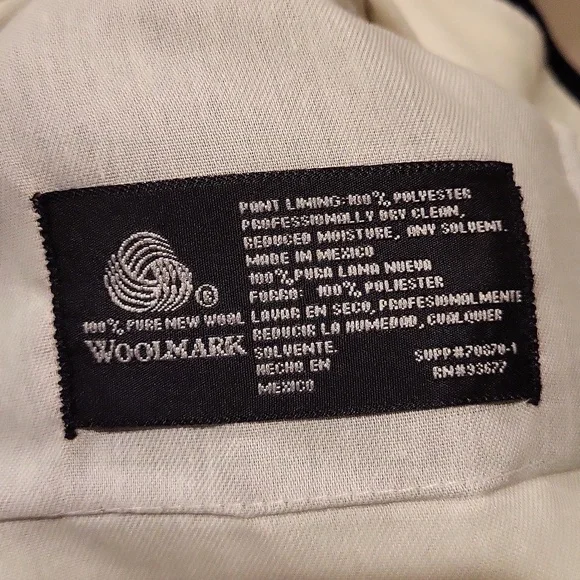 ®
100% PURE NEW WOOL
WOOLMARK
PANT LINING: 100% POLYESTER
PROFESSIONALLY DRY CLEAN,
REDUCED MOISTURE, ANY SOLVENT.
MADE IN MEXICO
100% PURA LANA NUEVA
FORRO: 100% POLIESTER
LAVAR EN SECO, PROFESIONALMENTE
REDUCIR LA HUMEDAD, CUALQUIER
SOLVENTE.
HECHO EN
MEXICO
SUPP#70870-1
RN#93677